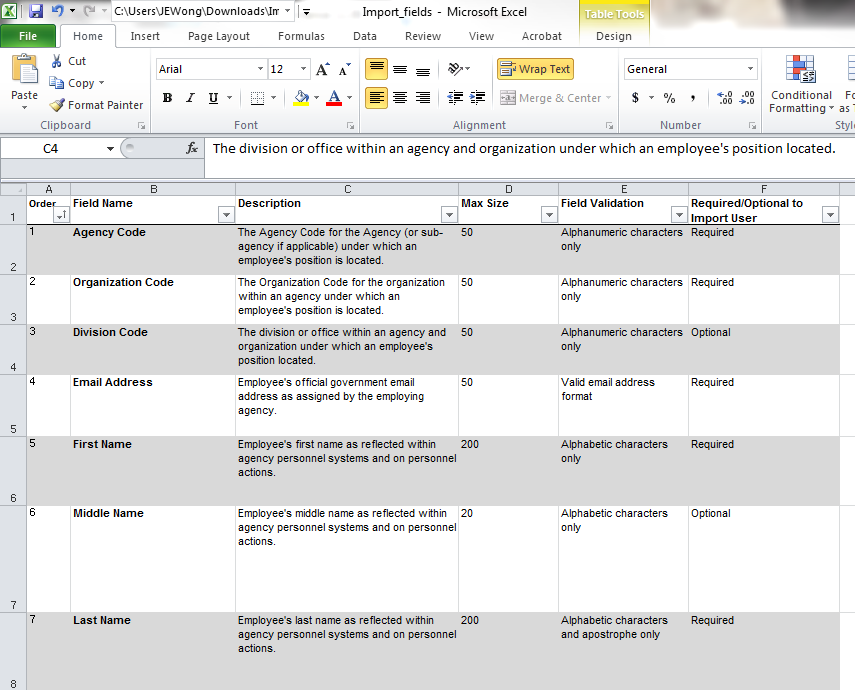 C:\Users\JEWong\Downloads\Im
Import_fields - Microsoft Excel
Table Tools
File Home Insert Page Layout Formulas Data Review View Acrobat Design
Paste
Cut
Copy
Format Painter
Clipboard
Arial 12 A A
B I U A
Font
Wrap Text
Merge & Center
Alignment
General
$ % ,
.00 .0
Number
Conditional
Formatting
as
C4 fx The division or office within an agency and organization under which an employee's position located.
A B C D E F
1 Order Field Name Description Max Size Field Validation Required/Optional to
Import User
1 Agency Code The Agency Code for the Agency (or sub- 50 Alphanumeric characters Required
agency if applicable) under which an only
employee's position is located.
2
2 Organization Code The Organization Code for the organization 50 Alphanumeric characters Required
within an agency under which an only
employee's position is located.
3
3 Division Code The division or office within an agency and 50 Alphanumeric characters Optional
organization under which an employee's only
position located.
4
4 Email Address Employee's official government email 50 Valid email address Required
address as assigned by the employing format
agency.
5
5 First Name Employee's first name as reflected within 200 Alphabetic characters Required
agency personnel systems and on personnel only
actions.
6
6 Middle Name Employee's middle name as reflected within 20 Alphabetic characters Optional
agency personnel systems and on personnel only
actions.
7
7 Last Name Employee's last name as reflected within 200 Alphabetic characters Required
agency personnel systems and on personnel and apostrophe only
actions.
8